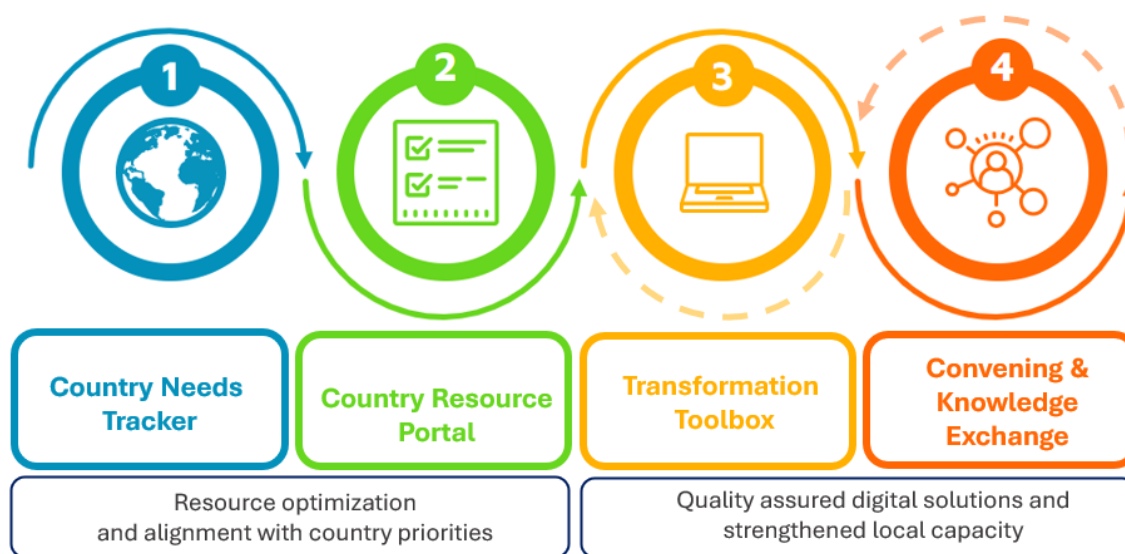 1
2
3
4
Country Needs
Tracker
Country Resource
Portal
Transformation
Toolbox
Convening &
Knowledge
Exchange
Resource optimization
and alignment with country priorities
Quality assured digital solutions and
strengthened local capacity